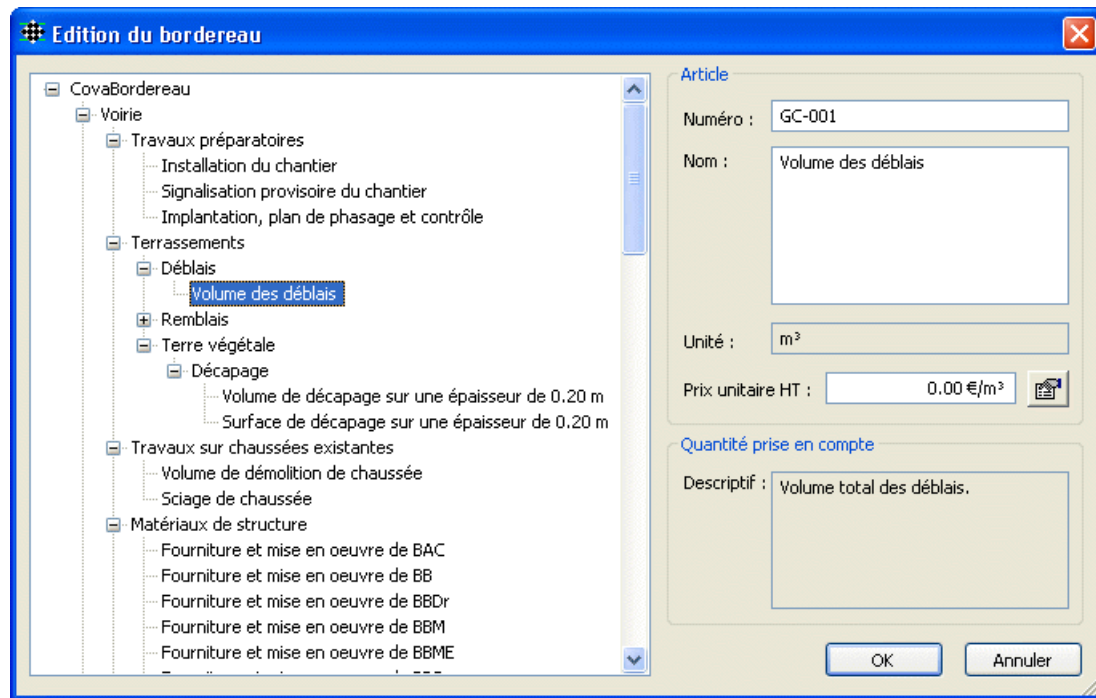 Edition du bordereau
CovaBordereau
Voirie
Travaux préparatoires
Installation du chantier
Signalisation provisoire du chantier
Implantation, plan de phasage et contrôle
Terrassements
Déblais
Volume des déblais
Remblais
Terre végétale
Décapage
Volume de décapage sur une épaisseur de 0.20 m
Surface de décapage sur une épaisseur de 0.20 m
Travaux sur chaussées existantes
Volume de démolition de chaussée
Sciage de chaussée
Matériaux de structure
Fourniture et mise en oeuvre de BAC
Fourniture et mise en oeuvre de BB
Fourniture et mise en oeuvre de BBDr
Fourniture et mise en oeuvre de BBM
Fourniture et mise en oeuvre de BBME
Article
Numéro : GC-001
Nom : Volume des déblais
Unité : m³
Prix unitaire HT : 0.00 €/m³
Quantité prise en compte
Descriptif : Volume total des déblais.
OK Annuler